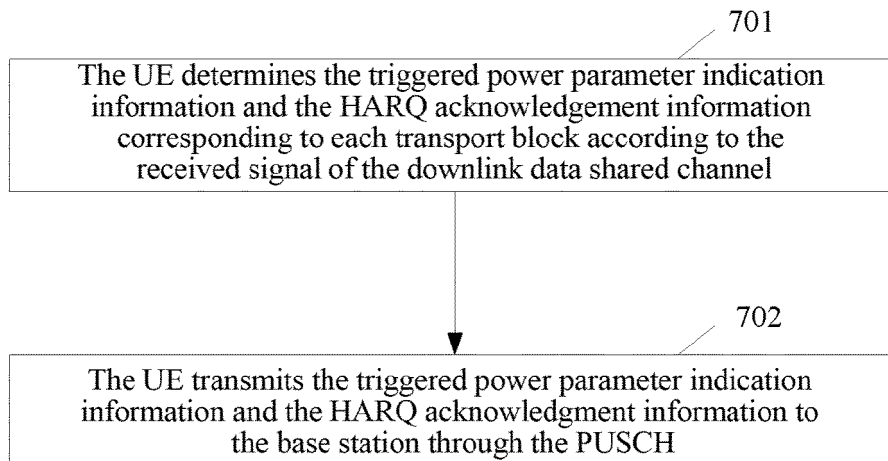 701
The UE determines the triggered power parameter indication
information and the HARQ acknowledgement information
corresponding to each transport block according to the
received signal of the downlink data shared channel
702
The UE transmits the triggered power parameter indication
information and the HARQ acknowledgment information to
the base station through the PUSCH